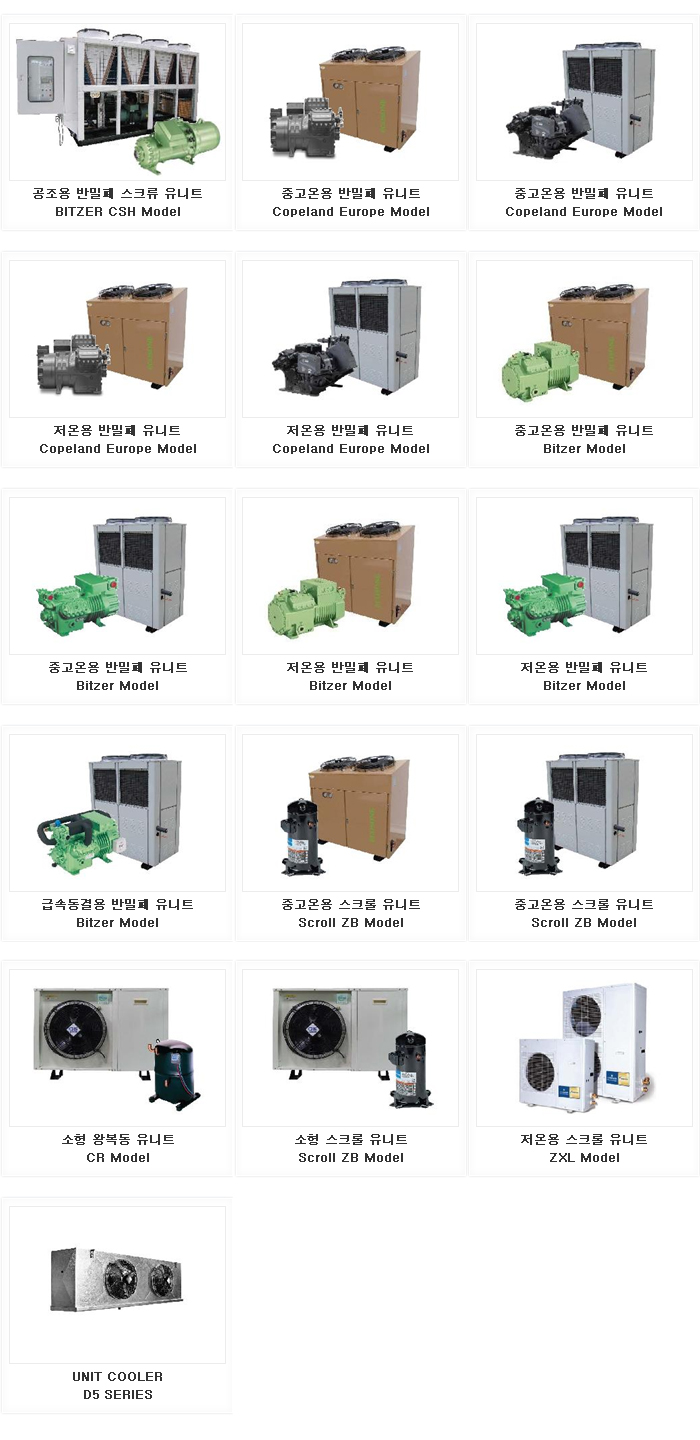 공조용 반밀폐 스크류 유니트
BITZER CSH Model
중고온용 반밀폐 유니트
Copeland Europe Model
중고온용 반밀폐 유니트
Copeland Europe Model
저온용 반밀폐 유니트
Copeland Europe Model
저온용 반밀폐 유니트
Copeland Europe Model
중고온용 반밀폐 유니트
Bitzer Model
중고온용 반밀폐 유니트
Bitzer Model
저온용 반밀폐 유니트
Bitzer Model
저온용 반밀폐 유니트
Bitzer Model
급속동결용 반밀폐 유니트
Bitzer Model
중고온용 스크롤 유니트
Scroll ZB Model
중고온용 스크롤 유니트
Scroll ZB Model
소형 왕복동 유니트
CR Model
소형 스크롤 유니트
Scroll ZB Model
저온용 스크롤 유니트
ZXL Model
UNIT COOLER
D5 SERIES